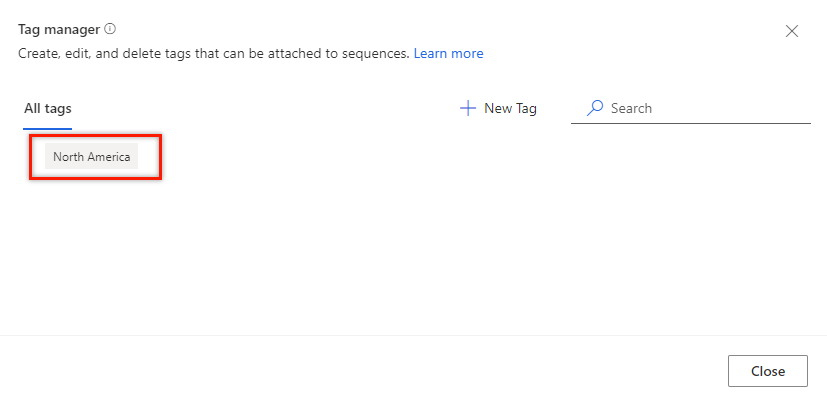 Tag manager
Create, edit, and delete tags that can be attached to sequences. Learn more
All tags
New Tag
Search
North America
Close